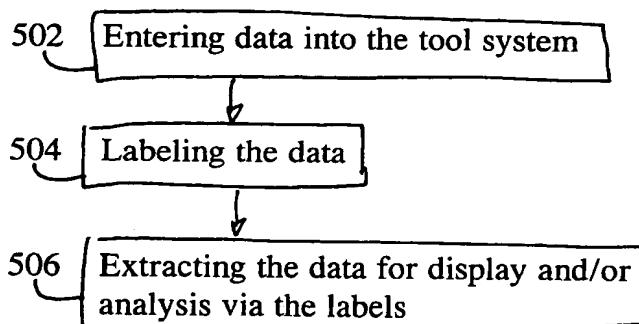 502 Entering data into the tool system
504 Labeling the data
506 Extracting the data for display and/or
analysis via the labels